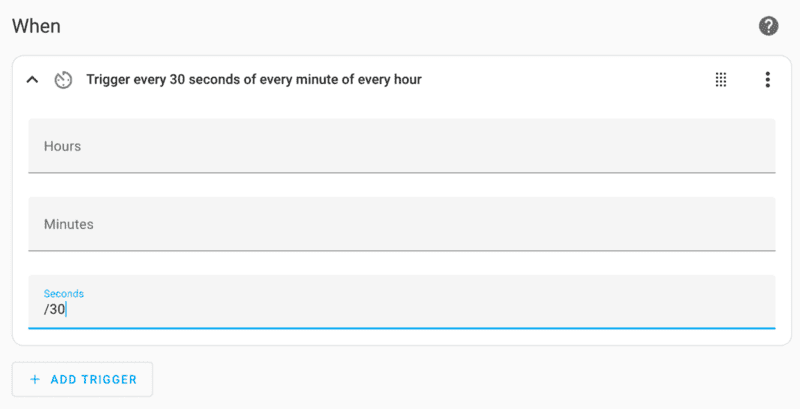 When
Trigger every 30 seconds of every minute of every hour
Hours
Minutes
Seconds
/30
+ ADD TRIGGER